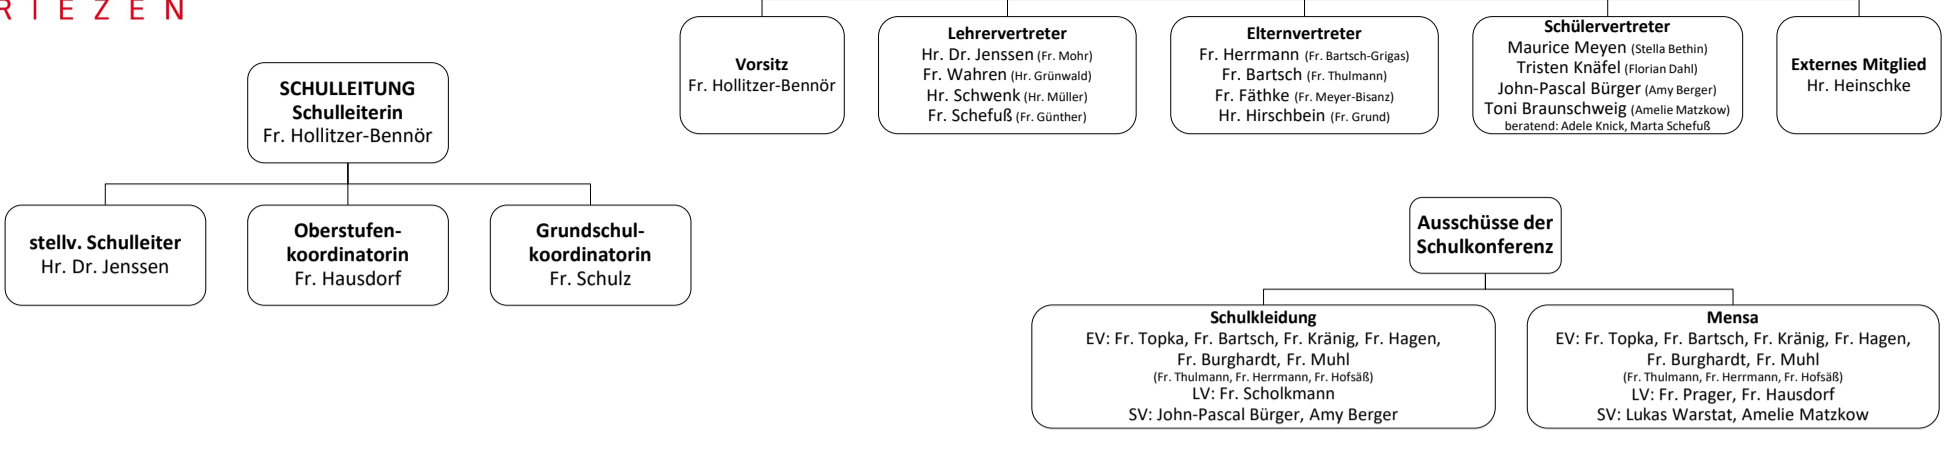 RIEZEN
SCHULLEITUNG
Schulleiterin
Fr. Hollitzer-Bennör
stellv. Schulleiter
Hr. Dr. Jenssen
Oberstufen-
koordinatorin
Fr. Hausdorf
Grundschul-
koordinatorin
Fr. Schulz
Vorsitz
Fr. Hollitzer-Bennör
Lehrervertreter
Hr. Dr. Jenssen (Fr. Mohr)
Fr. Wahren (Hr. Grünwald)
Hr. Schwenk (Hr. Müller)
Fr. Schefuß (Fr. Günther)
Elternvertreter
Fr. Herrmann (Fr. Bartsch-Grigas)
Fr. Bartsch (Fr. Thulmann)
Fr. Fäthke (Fr. Meyer-Bisanz)
Hr. Hirschbein (Fr. Grund)
Schülervertreter
Maurice Meyen (Stella Bethin)
Tristen Knäfel (Florian Dahl)
John-Pascal Bürger (Amy Berger)
Toni Braunschweig (Amelie Matzkow)
beratend: Adele Knick, Marta Schefuß
Externes Mitglied
Hr. Heinschke
Ausschüsse der
Schulkonferenz
Schulkleidung
EV: Fr. Topka, Fr. Bartsch, Fr. Kränig, Fr. Hagen,
Fr. Burghardt, Fr. Muhl
(Fr. Thulmann, Fr. Herrmann, Fr. Hofsäß)
LV: Fr. Scholkmann
SV: John-Pascal Bürger, Amy Berger
Mensa
EV: Fr. Topka, Fr. Bartsch, Fr. Kränig, Fr. Hagen,
Fr. Burghardt, Fr. Muhl
(Fr. Thulmann, Fr. Herrmann, Fr. Hofsäß)
LV: Fr. Prager, Fr. Hausdorf
SV: Lukas Warstat, Amelie Matzkow